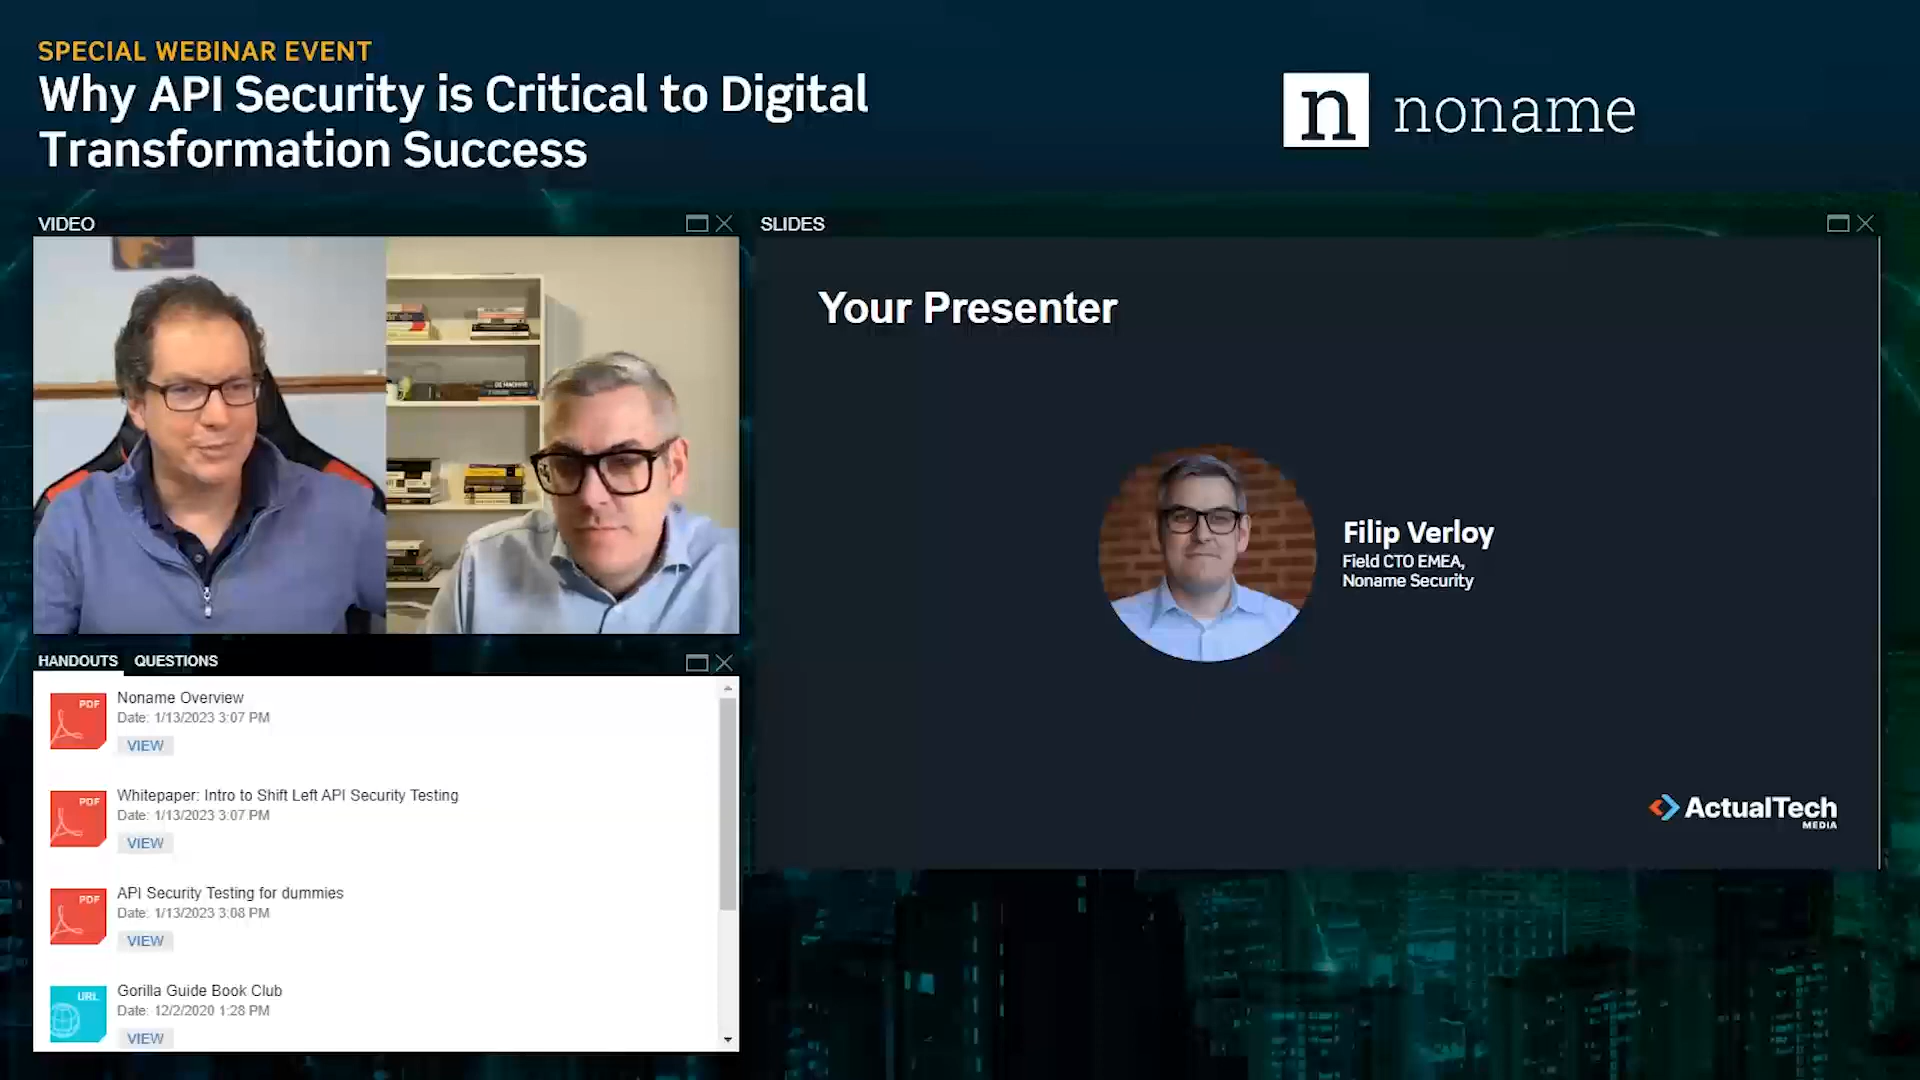 SPECIAL WEBINAR EVENT
Why API Security is Critical to Digital
Transformation Success
n noname
VIDEO
SLIDES
Your Presenter
Filip Verloy
Field CTO EMEA,
Noname Security
ActualTech
MEDIA
HANDOUTS QUESTIONS
PDF
Noname Overview
Date: 1/13/2023 3:07 PM
VIEW
PDF
Whitepaper: Intro to Shift Left API Security Testing
Date: 1/13/2023 3:07 PM
VIEW
PDF
API Security Testing for dummies
Date: 1/13/2023 3:08 PM
VIEW
URL
Gorilla Guide Book Club
Date: 12/2/2020 1:28 PM
VIEW